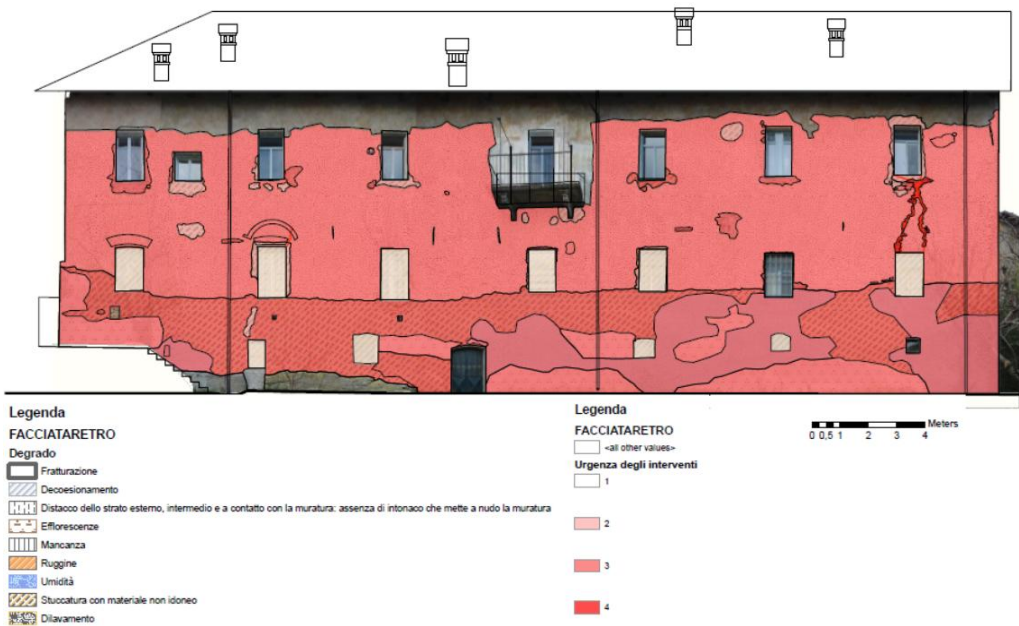 Legenda
FACCIATARETRO
Degrado
Fratturazione
Decoesionamento
Distacco dello strato esterno, intermedio e a contatto con la muratura: assenza di intonaco che mette a nudo la muratura
Efflorescenze
Mancanza
Ruggine
Umidità
Stuccatura con materiale non idoneo
Dilavamento
Legenda
FACCIATARETRO
<all other values>
Urgenza degli interventi
1
2
3
4
Meters
0 0,5 1 2 3 4